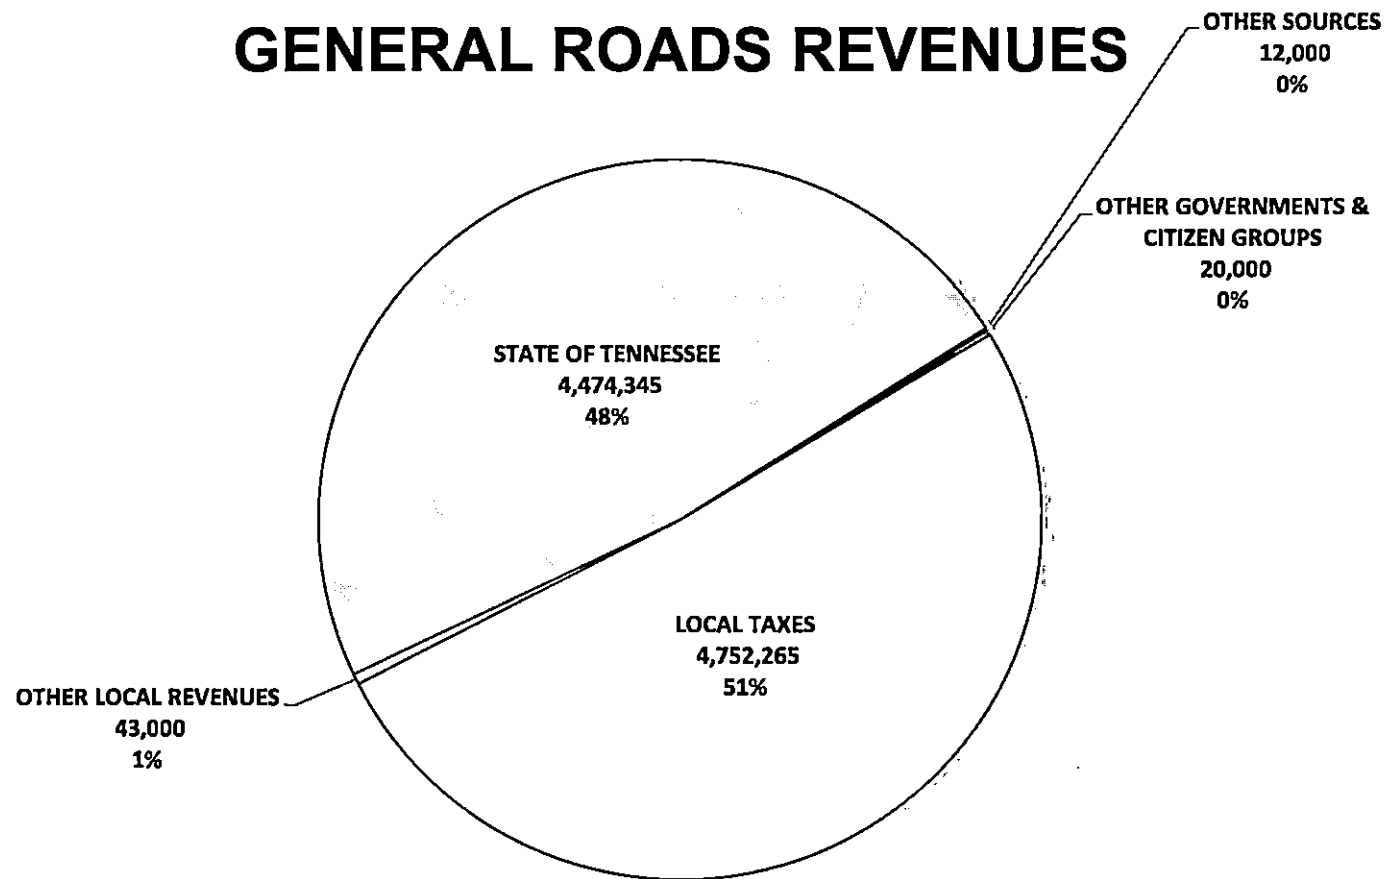 GENERAL ROADS REVENUES
OTHER SOURCES
12,000
0%
OTHER GOVERNMENTS &
CITIZEN GROUPS
20,000
0%
STATE OF TENNESSEE
4,474,345
48%
LOCAL TAXES
4,752,265
51%
OTHER LOCAL REVENUES
43,000
1%